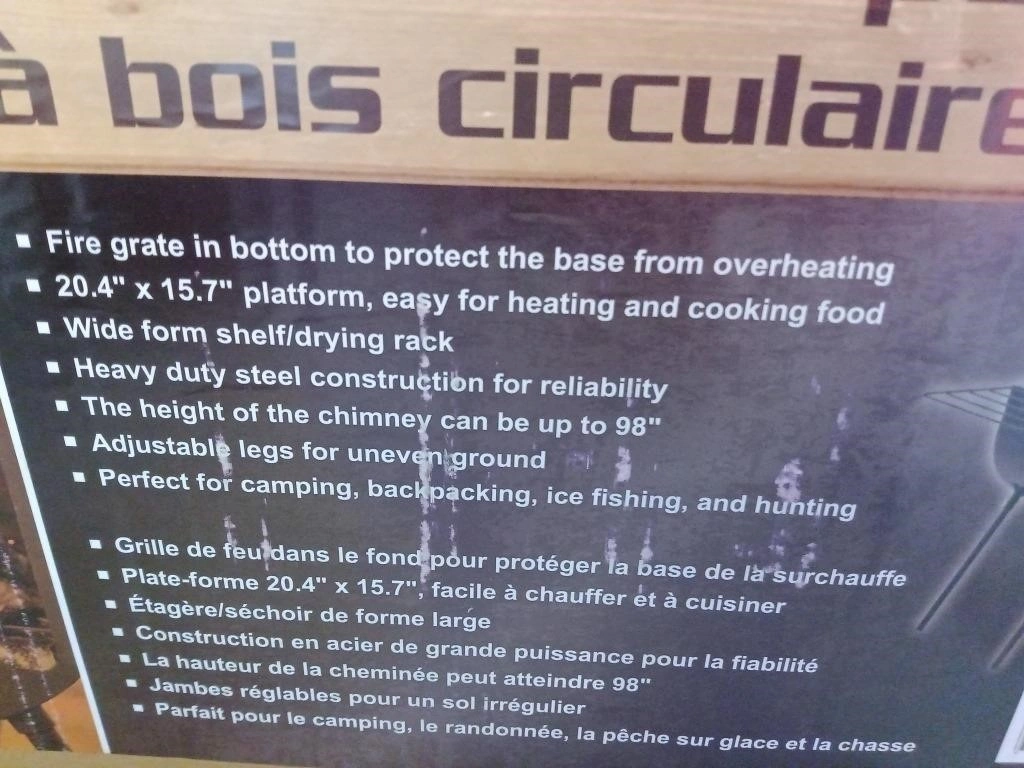 à bois circulaire
▪ Fire grate in bottom to protect the base from overheating
▪ 20.4" x 15.7" platform, easy for heating and cooking food
▪ Wide form shelf/drying rack
▪ Heavy duty steel construction for reliability
▪ The height of the chimney can be up to 98"
▪ Adjustable legs for uneven ground
▪ Perfect for camping, backpacking, ice fishing, and hunting
▪ Grille de feu dans le fond pour protéger la base de la surchauffe
▪ Plate-forme 20.4" x 15.7", facile à chauffer et à cuisiner
▪ Étagère/séchoir de forme large
▪ Construction en acier de grande puissance pour la fiabilité
▪ La hauteur de la cheminée peut atteindre 98"
▪ Jambes réglables pour un sol irrégulier
▪ Parfait pour le camping, le randonnée, la pêche sur glace et la chasse